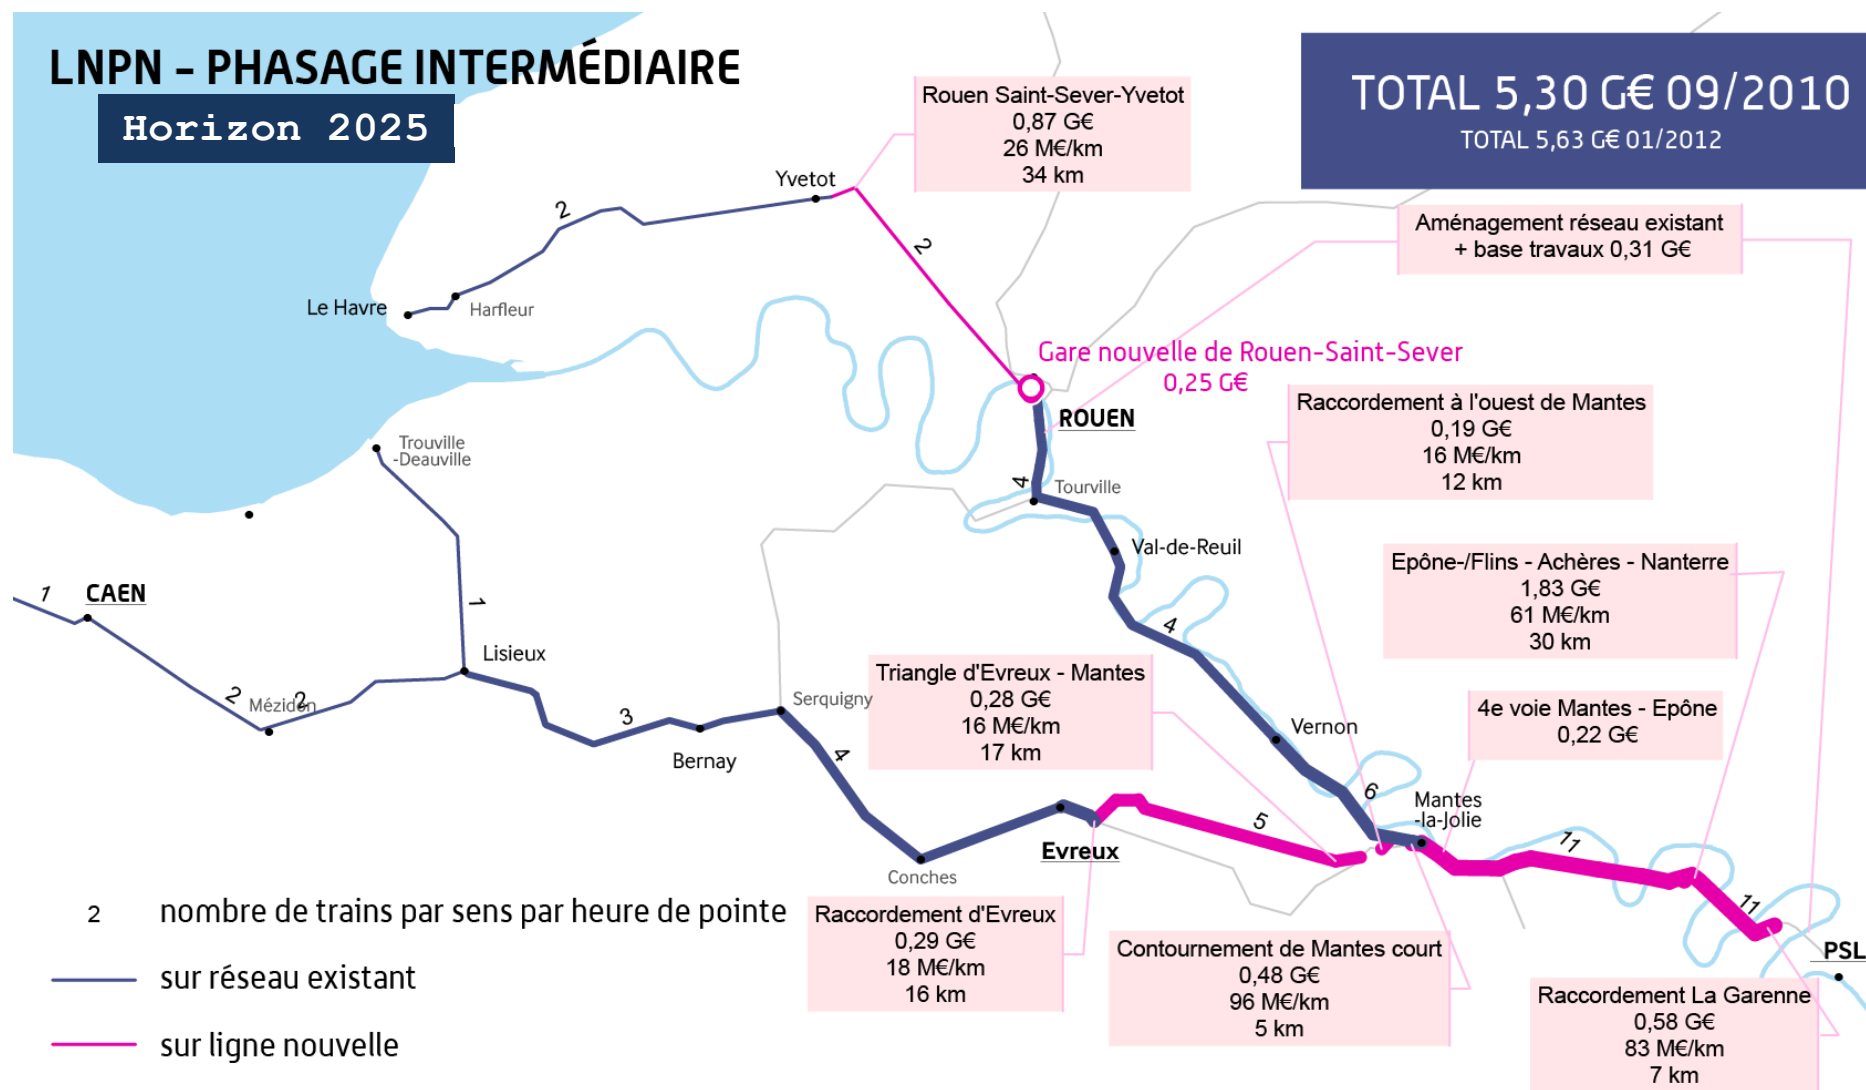 LNPN - PHASAGE INTERMÉDIAIRE
Horizon 2025
TOTAL 5,30 G€ 09/2010
TOTAL 5,63 G€ 01/2012
Rouen Saint-Sever-Yvetot
0,87 G€
26 M€/km
34 km
Aménagement réseau existant
+ base travaux 0,31 G€
Yvetot
2
2
Le Havre
Harfleur
Gare nouvelle de Rouen-Saint-Sever
0,25 G€
ROUEN
Raccordement à l'ouest de Mantes
0,19 G€
16 M€/km
12 km
Trouville
-Deauville
4
Tourville
Val-de-Reuil
Epône-/Flins - Achères - Nanterre
1,83 G€
61 M€/km
30 km
1
CAEN
1
4
Lisieux
Triangle d'Evreux - Mantes
0,28 G€
16 M€/km
17 km
2
Mézidon
2
3
Serquigny
4
Bernay
Vernon
4e voie Mantes - Epône
0,22 G€
6
Mantes
-la-Jolie
5
11
Evreux
Conches
11
PSL
Raccordement d'Evreux
0,29 G€
18 M€/km
16 km
Contournement de Mantes court
0,48 G€
96 M€/km
5 km
Raccordement La Garenne
0,58 G€
83 M€/km
7 km
2 nombre de trains par sens par heure de pointe
sur réseau existant
sur ligne nouvelle